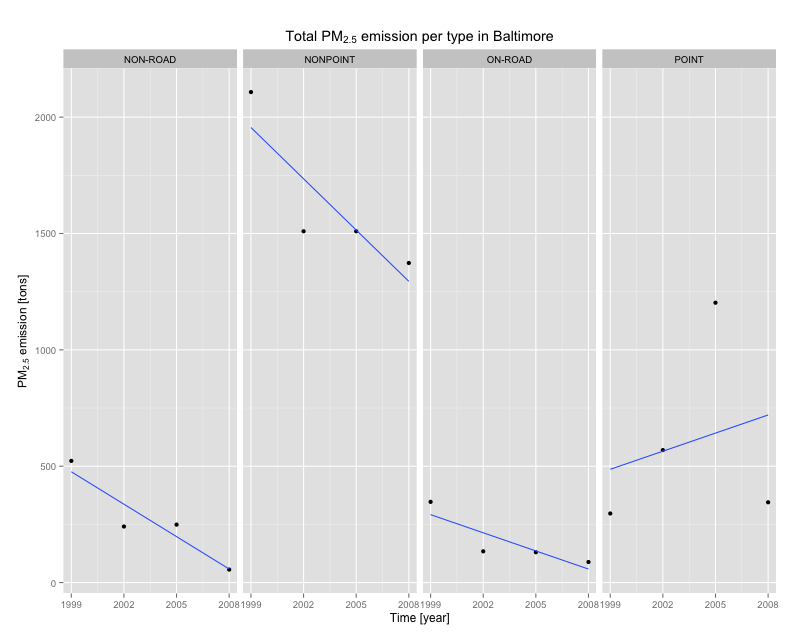 Total PM2.5 emission per type in Baltimore
NON-ROAD NONPOINT ON-ROAD POINT
2000
1500
1000
500
0
PM2.5 emission [tons]
1999 2002 2005 2008 1999 2002 2005 2008 1999 2002 2005 2008 1999 2002 2005 2008
Time [year]